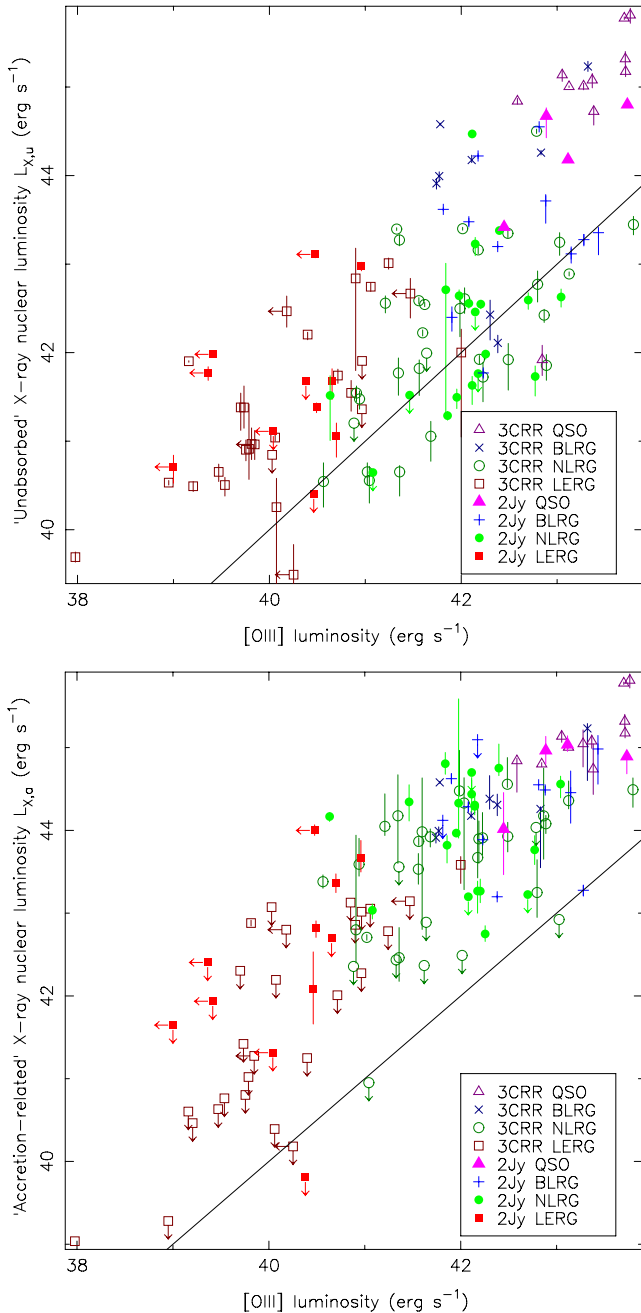 'Unabsorbed' X-ray nuclear luminosity L_X,u (erg s⁻¹)
44
42
40
3CRR QSO
3CRR BLRG
3CRR NLRG
3CRR LERG
2Jy QSO
2Jy BLRG
2Jy NLRG
2Jy LERG
38 40 42
[OIII] luminosity (erg s⁻¹)
'Accretion-related' X-ray nuclear luminosity L_X,a (erg s⁻¹)
44
42
40
3CRR QSO
3CRR BLRG
3CRR NLRG
3CRR LERG
2Jy QSO
2Jy BLRG
2Jy NLRG
2Jy LERG
38 40 42
[OIII] luminosity (erg s⁻¹)